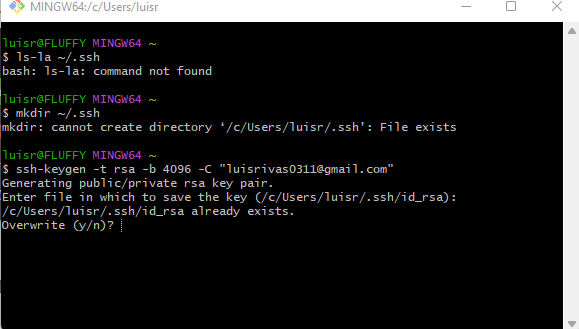 MINGW64:/c/Users/luisr
luisr@FLUFFY MINGW64 ~
$ ls-la ~/.ssh
bash: ls-la: command not found
luisr@FLUFFY MINGW64 ~
$ mkdir ~/.ssh
mkdir: cannot create directory ‘/c/Users/luisr/.ssh’: File exists
luisr@FLUFFY MINGW64 ~
$ ssh-keygen -t rsa -b 4096 -C "luisrivas0311@gmail.com"
Generating public/private rsa key pair.
Enter file in which to save the key (/c/Users/luisr/.ssh/id_rsa):
/c/Users/luisr/.ssh/id_rsa already exists.
Overwrite (y/n)?